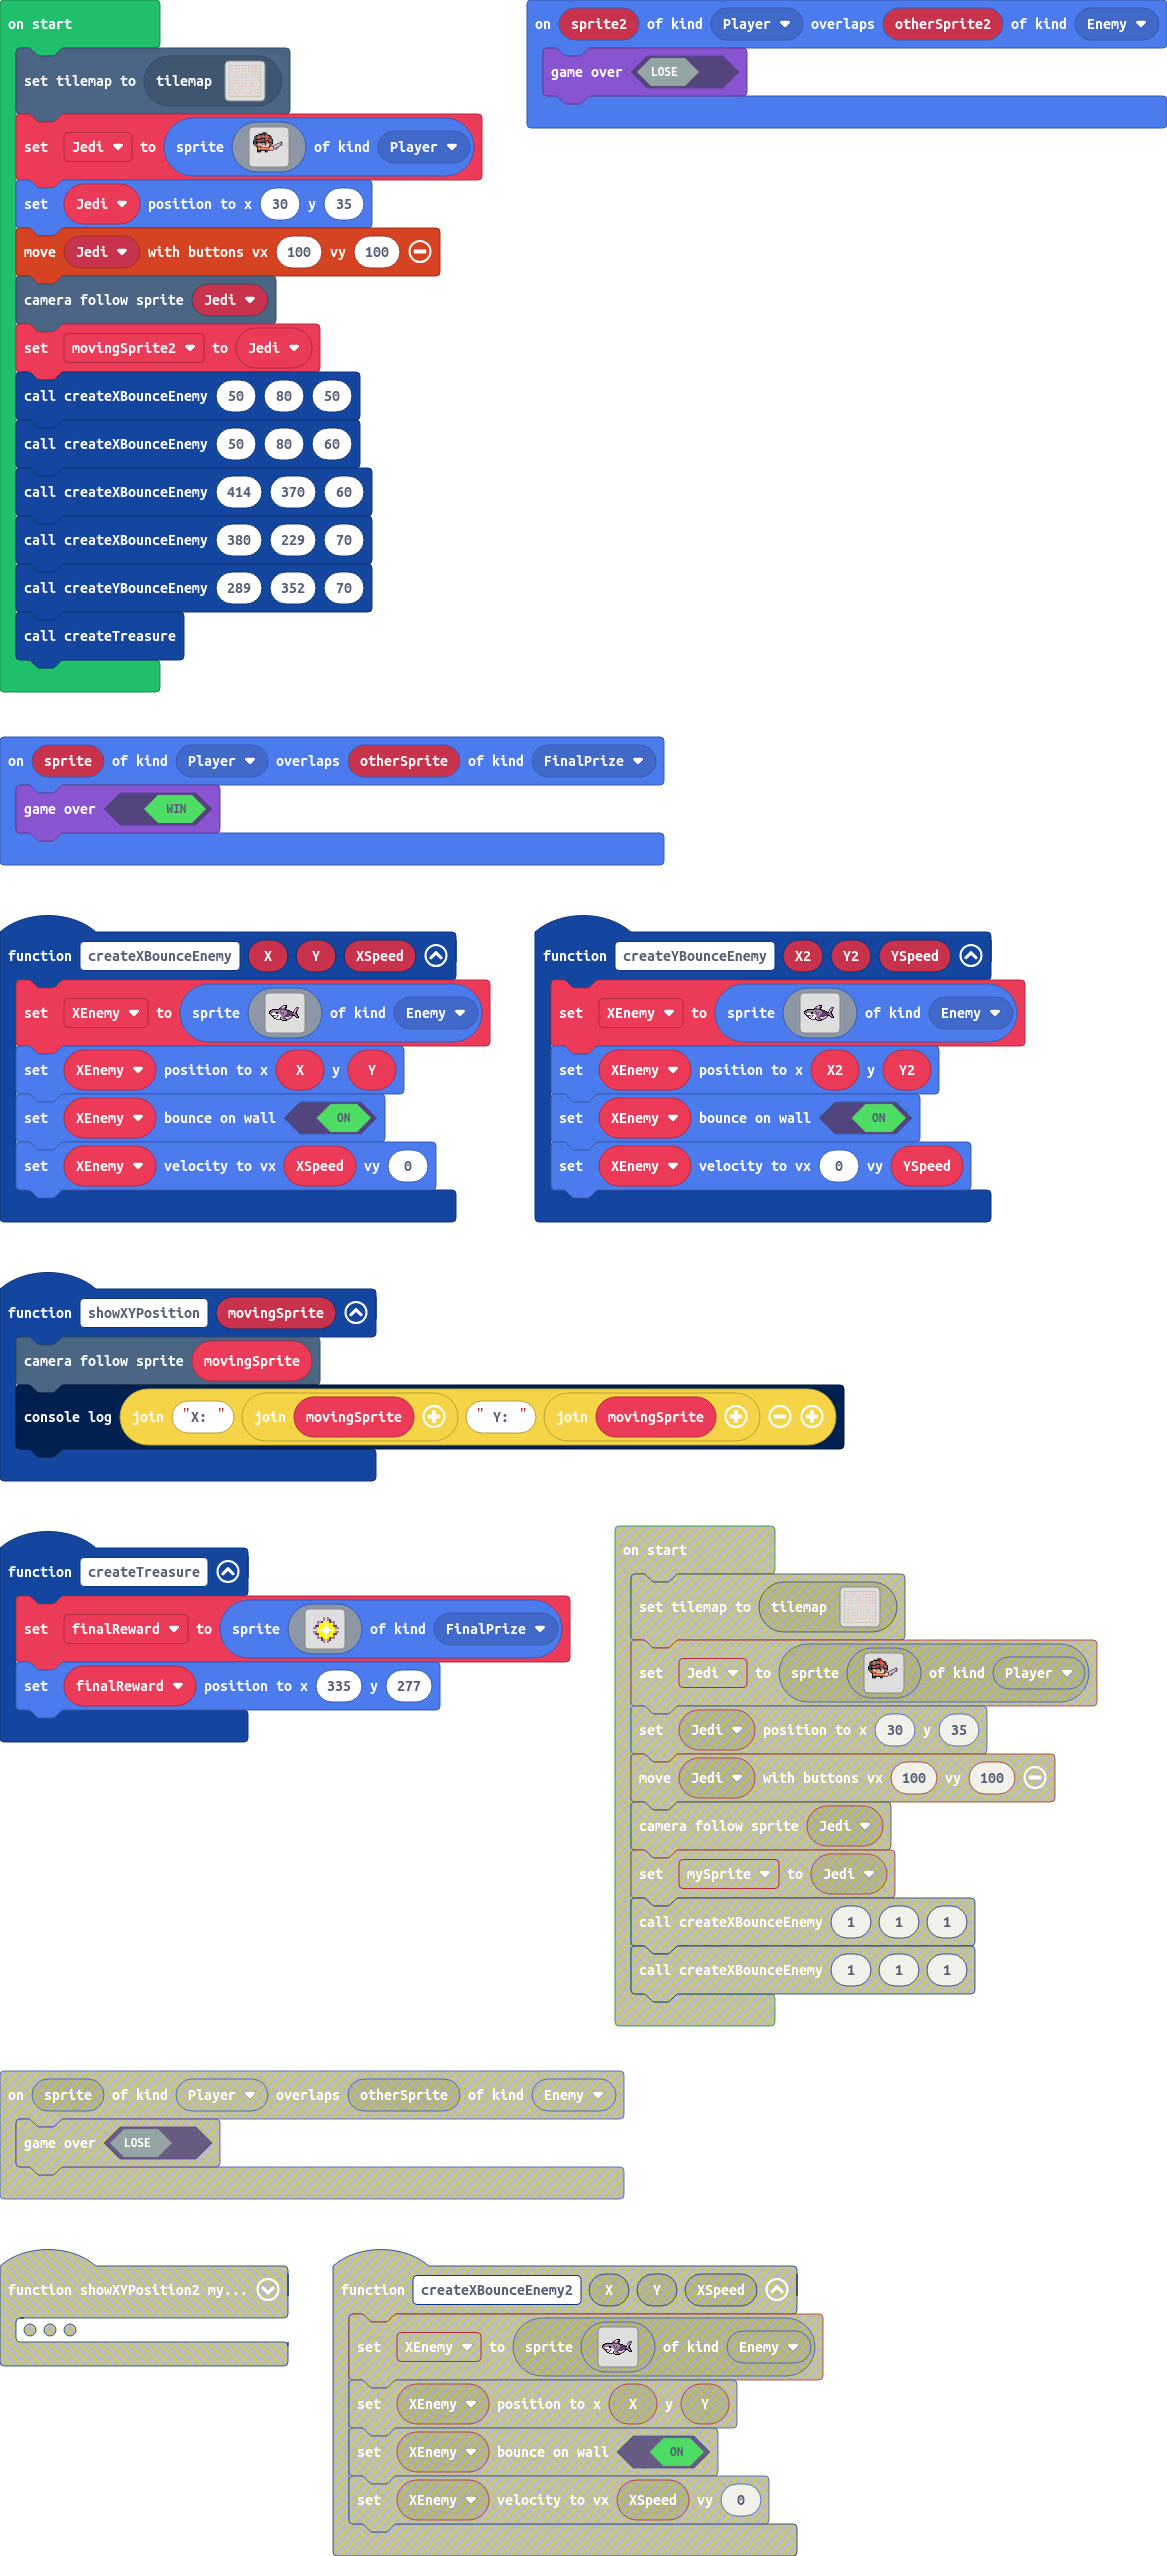 on start
set tilemap to tilemap
set Jedi to sprite of kind Player
set Jedi position to x 30 y 35
move Jedi with buttons vx 100 vy 100
camera follow sprite Jedi
set movingSprite2 to Jedi
call createXBounceEnemy 50 80 50
call createXBounceEnemy 50 80 60
call createXBounceEnemy 414 370 60
call createXBounceEnemy 380 229 70
call createYBounceEnemy 289 352 70
call createTreasure
on sprite2 of kind Player overlaps otherSprite2 of kind Enemy
game over LOSE
on sprite of kind Player overlaps otherSprite of kind FinalPrize
game over WIN
function createXBounceEnemy X Y XSpeed
set XEnemy to sprite of kind Enemy
set XEnemy position to x X y Y
set XEnemy bounce on wall ON
set XEnemy velocity to vx XSpeed vy 0
function createYBounceEnemy X2 Y2 YSpeed
set XEnemy to sprite of kind Enemy
set XEnemy position to x X2 y Y2
set XEnemy bounce on wall ON
set XEnemy velocity to vx 0 vy YSpeed
function showXYPosition movingSprite
camera follow sprite movingSprite
console log join "X: " join movingSprite " Y: " join movingSprite
function createTreasure
set finalReward to sprite of kind FinalPrize
set finalReward position to x 335 y 277
on start
set tilemap to tilemap
set Jedi to sprite of kind Player
set Jedi position to x 30 y 35
move Jedi with buttons vx 100 vy 100
camera follow sprite Jedi
set mySprite to Jedi
call createXBounceEnemy 1 1 1
call createXBounceEnemy 1 1 1
on sprite of kind Player overlaps otherSprite of kind Enemy
game over LOSE
function showXYPosition2 my...
function createXBounceEnemy2 X Y XSpeed
set XEnemy to sprite of kind Enemy
set XEnemy position to x X y Y
set XEnemy bounce on wall ON
set XEnemy velocity to vx XSpeed vy 0